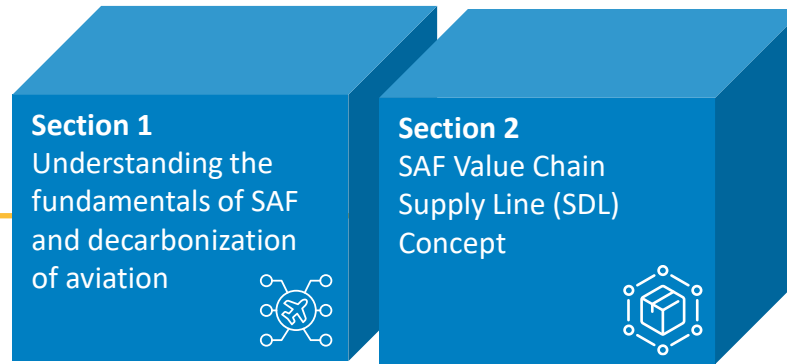 Section 1
Understanding the
fundamentals of SAF
and decarbonization
of aviation
Section 2
SAF Value Chain
Supply Line (SDL)
Concept